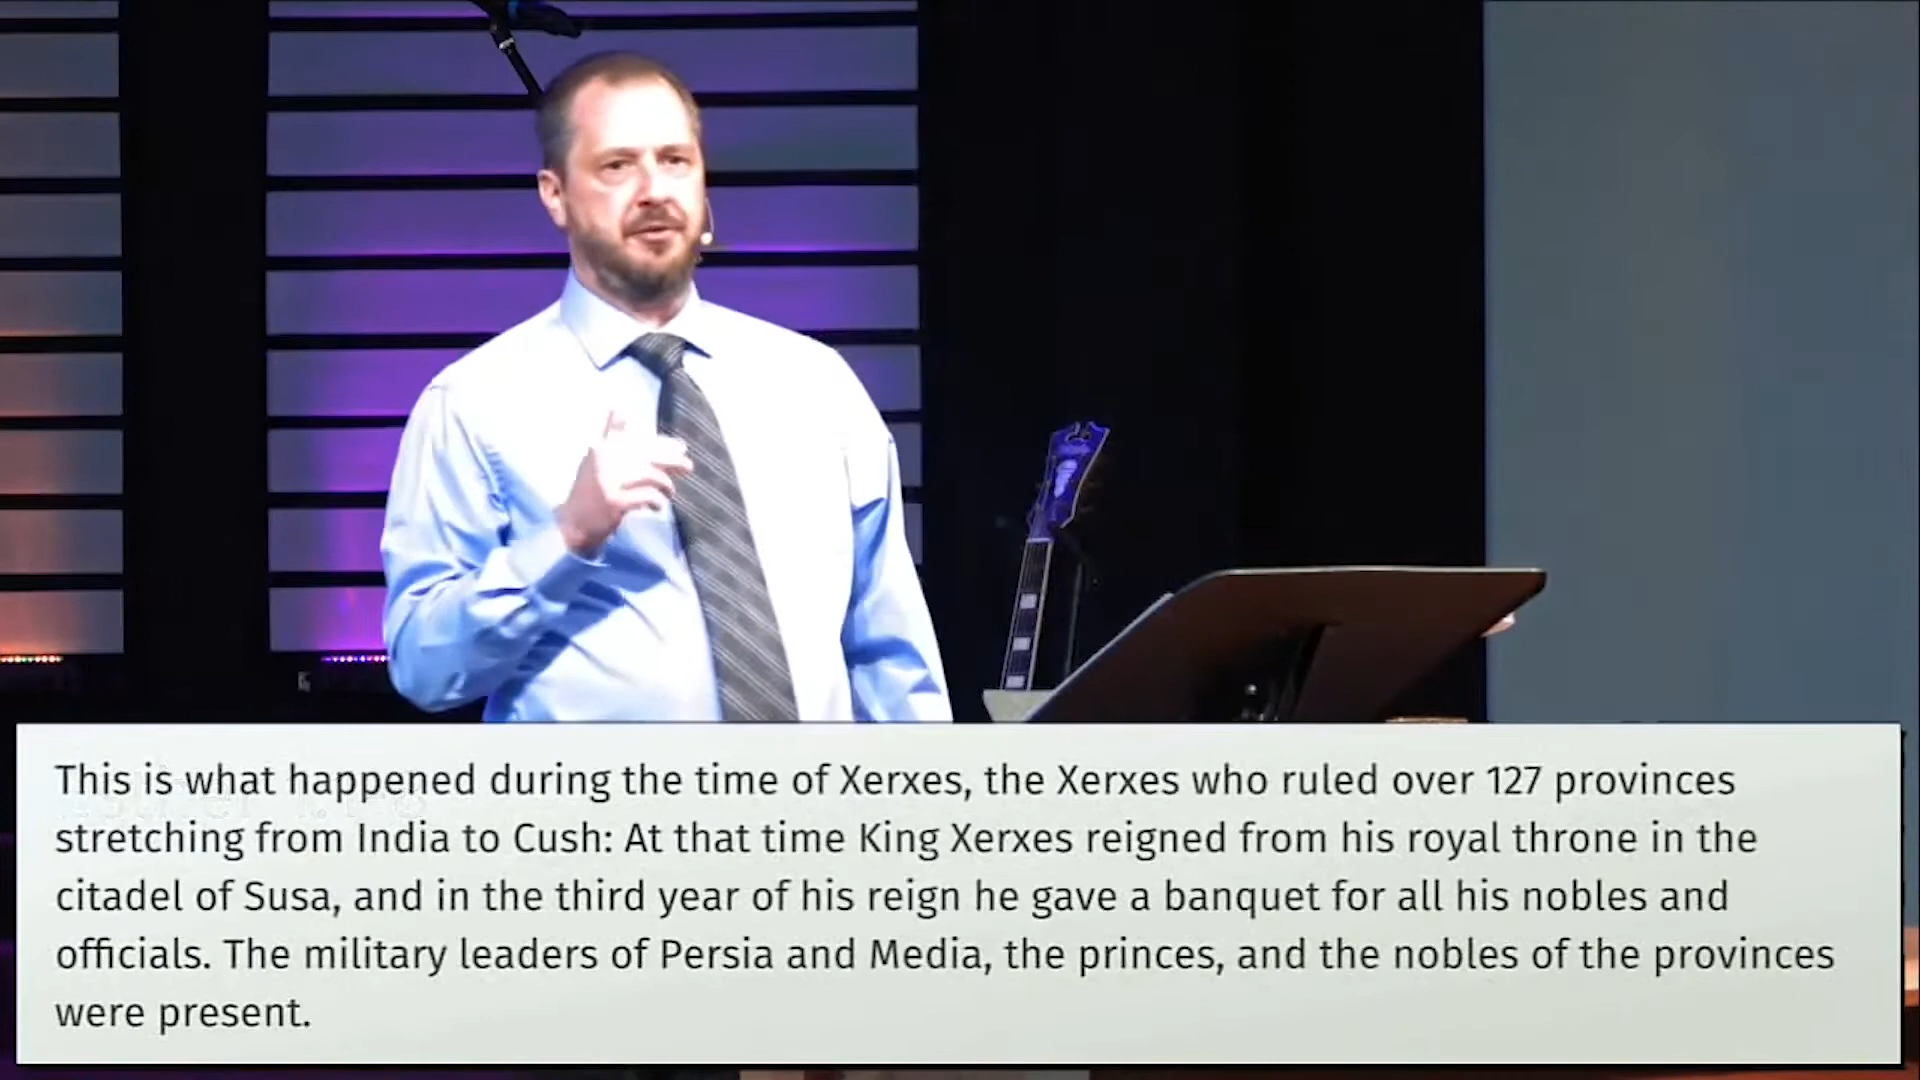 This is what happened during the time of Xerxes, the Xerxes who ruled over 127 provinces
stretching from India to Cush: At that time King Xerxes reigned from his royal throne in the
citadel of Susa, and in the third year of his reign he gave a banquet for all his nobles and
officials. The military leaders of Persia and Media, the princes, and the nobles of the provinces
were present.